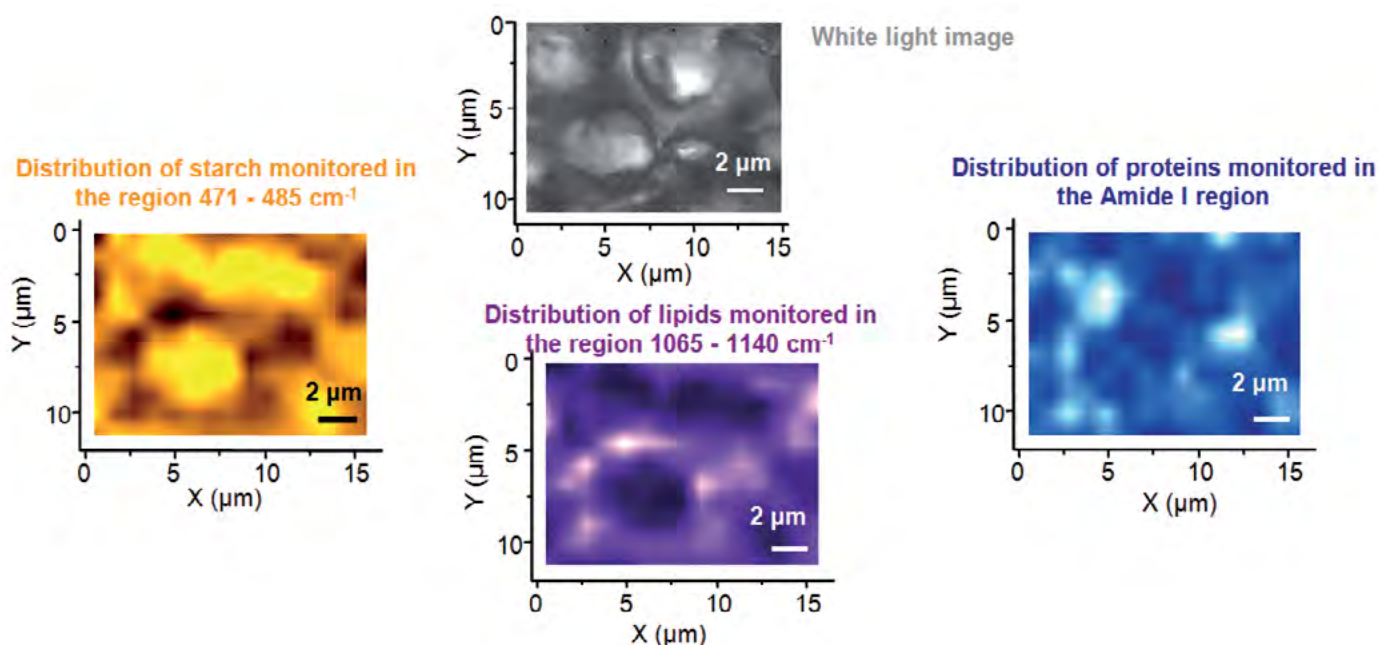 White light image
0
5
10
Y (µm)
2 µm
0 5 10 15
X (µm)
Distribution of starch monitored in
the region 471 - 485 cm⁻¹
0
5
10
Y (µm)
2 µm
0 5 10 15
X (µm)
Distribution of lipids monitored in
the region 1065 - 1140 cm⁻¹
0
5
10
Y (µm)
2 µm
0 5 10 15
X (µm)
Distribution of proteins monitored in
the Amide I region
0
5
10
Y (µm)
2 µm
0 5 10 15
X (µm)